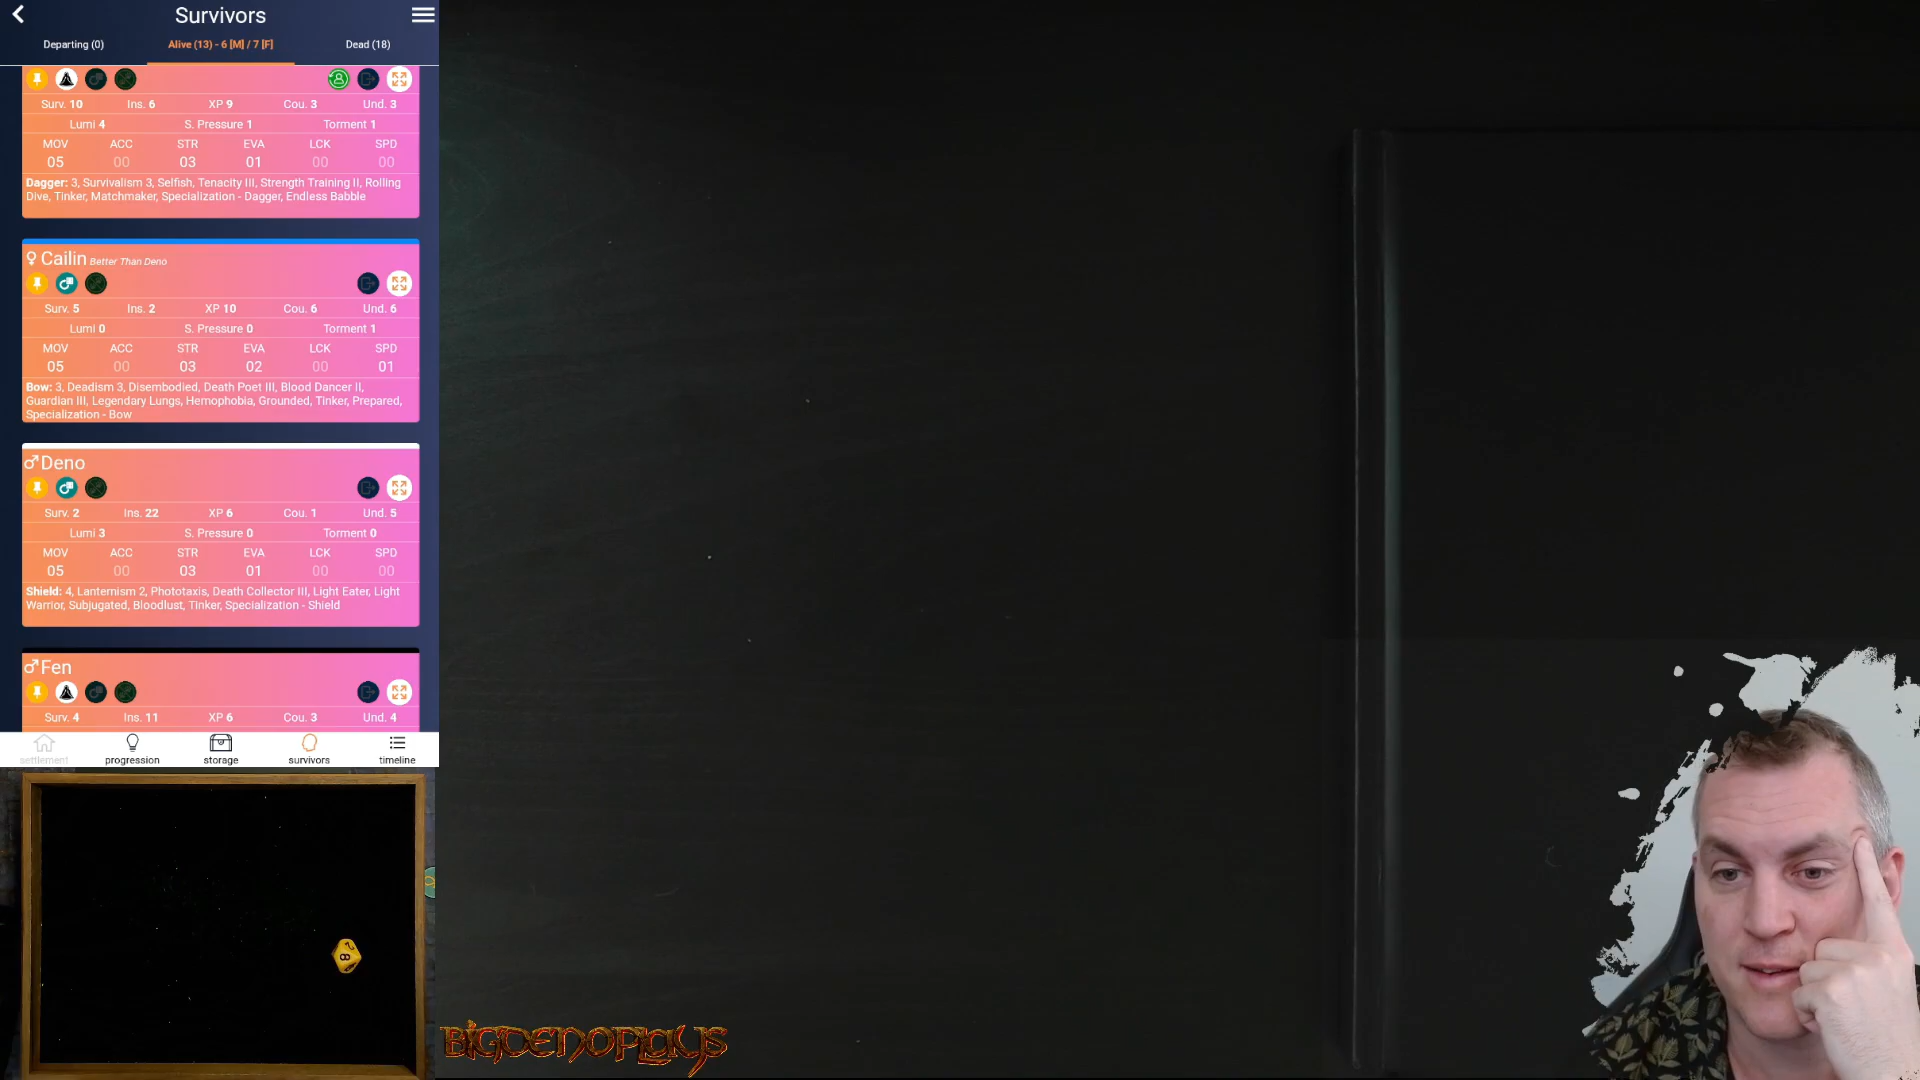 Survivors
Departing (0)
Alive (13) - 6 [M] / 7 [F]
Dead (18)
Surv. 10 Ins. 6 XP 9 Cou. 3 Und. 3
Lumi 4 S. Pressure 1 Torment 1
MOV ACC STR EVA LCK SPD
05 00 03 01 00 00
Dagger: 3, Survivalism 3, Selfish, Tenacity III, Strength Training II, Rolling
Dive, Tinker, Matchmaker, Specialization - Dagger, Endless Babble
♀ Cailin Better Than Deno
Surv. 5 Ins. 2 XP 10 Cou. 6 Und. 6
Lumi 0 S. Pressure 0 Torment 1
MOV ACC STR EVA LCK SPD
05 00 03 02 00 01
Bow: 3, Deadism 3, Disembodied, Death Poet III, Blood Dancer II,
Guardian III, Legendary Lungs, Hemophobia, Grounded, Tinker, Prepared,
Specialization - Bow
♂ Deno
Surv. 2 Ins. 22 XP 6 Cou. 1 Und. 5
Lumi 3 S. Pressure 0 Torment 0
MOV ACC STR EVA LCK SPD
05 00 03 01 00 00
Shield: 4, Lanternism 2, Phototaxis, Death Collector III, Light Eater, Light
Warrior, Subjugated, Bloodlust, Tinker, Specialization - Shield
♂ Fen
Surv. 4 Ins. 11 XP 6 Cou. 3 Und. 4
settlement progression storage survivors timeline
8
2
BIGDENOPLAYS